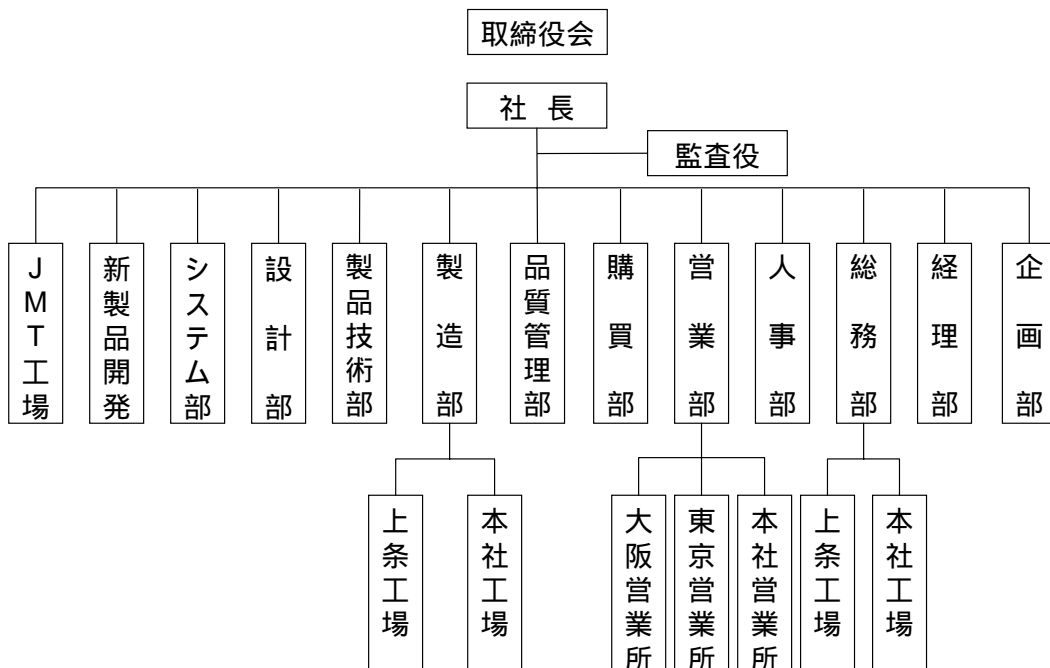 取締役会
社 長
監査役
JMT工場
新製品開発
システム部
設計部
製品技術部
製造部
品質管理部
購買部
営業部
人事部
総務部
経理部
企画部
上条工場
本社工場
大阪営業所
東京営業所
本社営業所
上条工場
本社工場